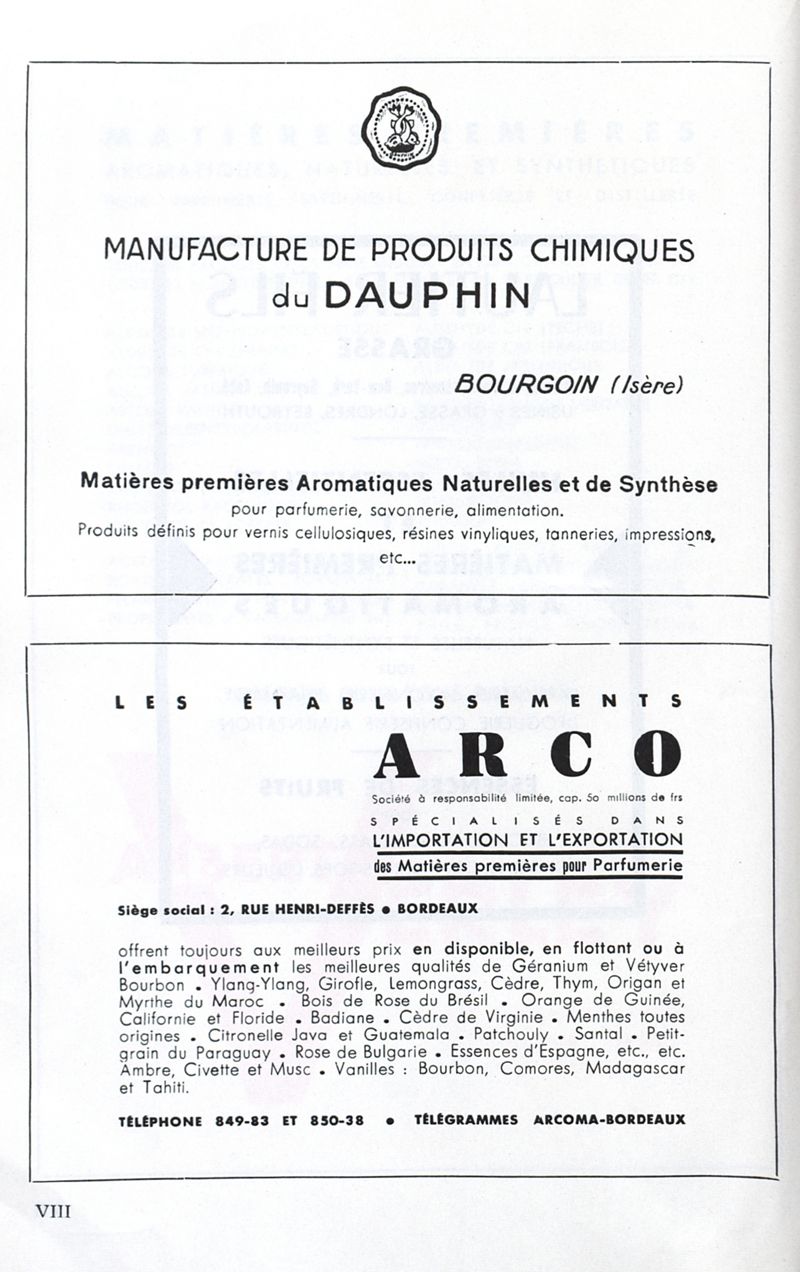 MANUFACTURE DE PRODUITS CHIMIQUES
du DAUPHIN
BOURGOIN (Isère)
Matières premières Aromatiques Naturelles et de Synthèse
pour parfumerie, savonnerie, alimentation.
Produits définis pour vernis cellulosiques, résines vinyliques, tanneries, impressions,
etc...
LES ÉTABLISSEMENTS
ARCO
Société à responsabilité limitée, cap. 50 millions de frs
SPÉCIALISÉS DANS
L'IMPORTATION ET L'EXPORTATION
des Matières premières pour Parfumerie
Siège social : 2, RUE HENRI-DEFFÈS • BORDEAUX
offrent toujours aux meilleurs prix en disponible, en flottant ou à
l'embarquement les meilleures qualités de Géranium et Vétyver
Bourbon • Ylang-Ylang, Girofle, Lemongrass, Cèdre, Thym, Origan et
Myrthe du Maroc • Bois de Rose du Brésil • Orange de Guinée,
Californie et Floride • Badiane • Cèdre de Virginie • Menthes toutes
origines • Citronelle Java et Guatemala • Patchouly • Santal • Petit-
grain du Paraguay • Rose de Bulgarie • Essences d'Espagne, etc., etc.
Ambre, Civette et Musc • Vanilles : Bourbon, Comores, Madagascar
et Tahiti.
TÉLÉPHONE 849-83 ET 850-38 • TÉLÉGRAMMES ARCOMA-BORDEAUX
VIII